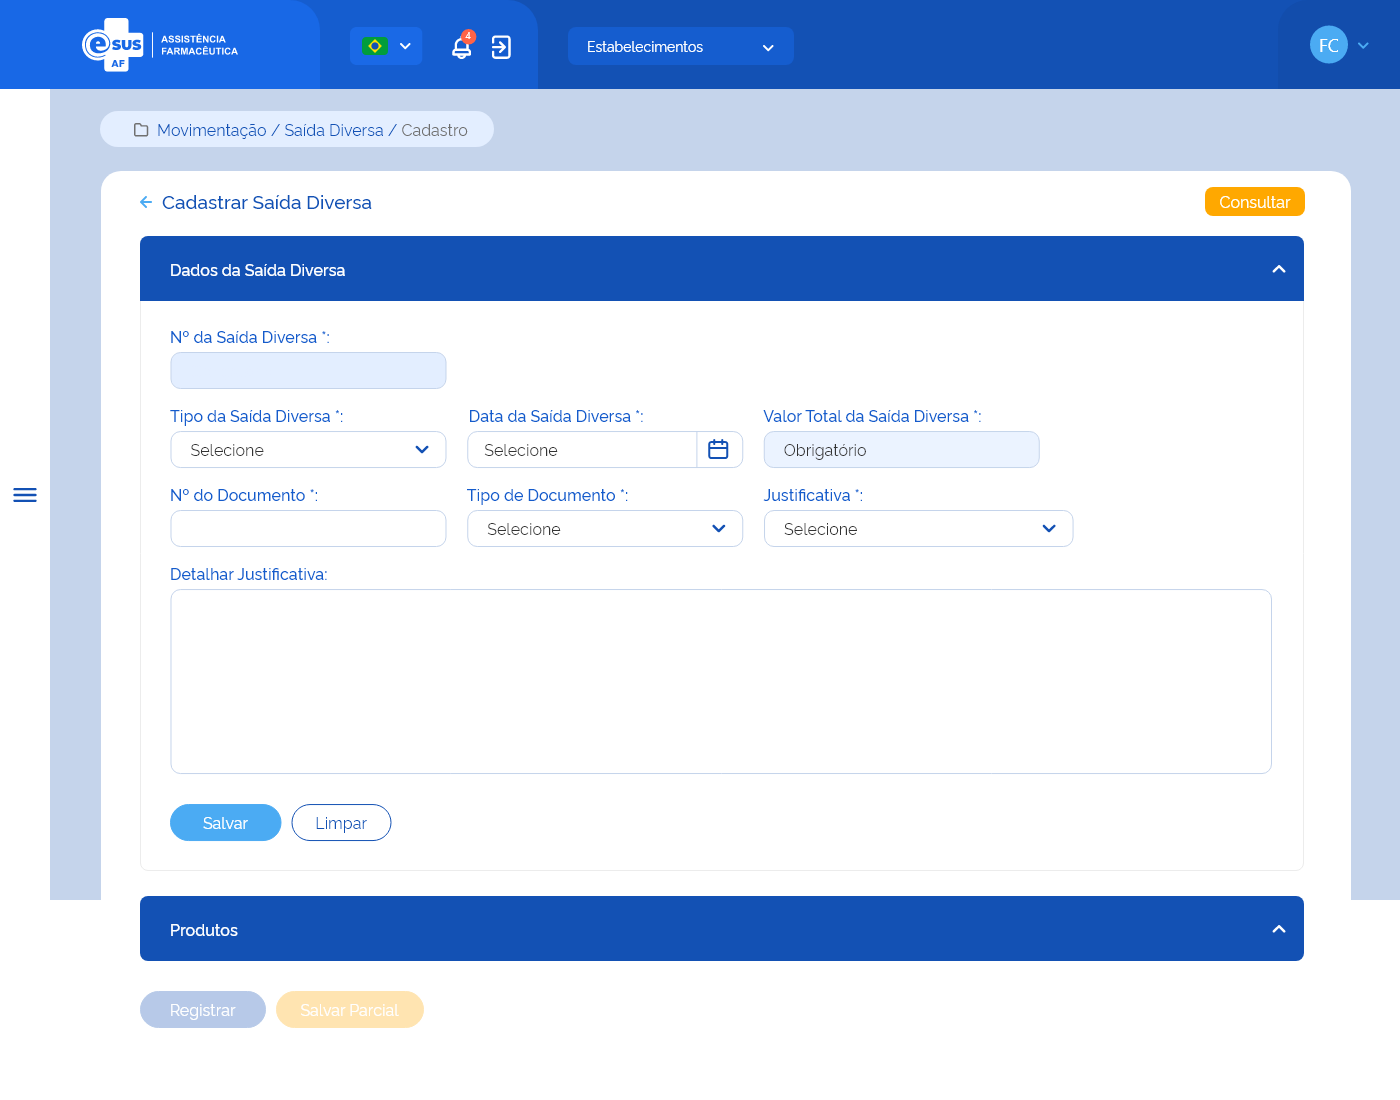 e sus AF
ASSISTÊNCIA
FARMACÊUTICA
4
Estabelecimentos
FC
Movimentação / Saída Diversa / Cadastro
Cadastrar Saída Diversa
Consultar
Dados da Saída Diversa
Nº da Saída Diversa *:
Tipo da Saída Diversa *: Data da Saída Diversa *: Valor Total da Saída Diversa *:
Selecione Selecione Obrigatório
Nº do Documento *: Tipo de Documento *: Justificativa *:
Selecione Selecione
Detalhar Justificativa:
Salvar Limpar
Produtos
Registrar Salvar Parcial